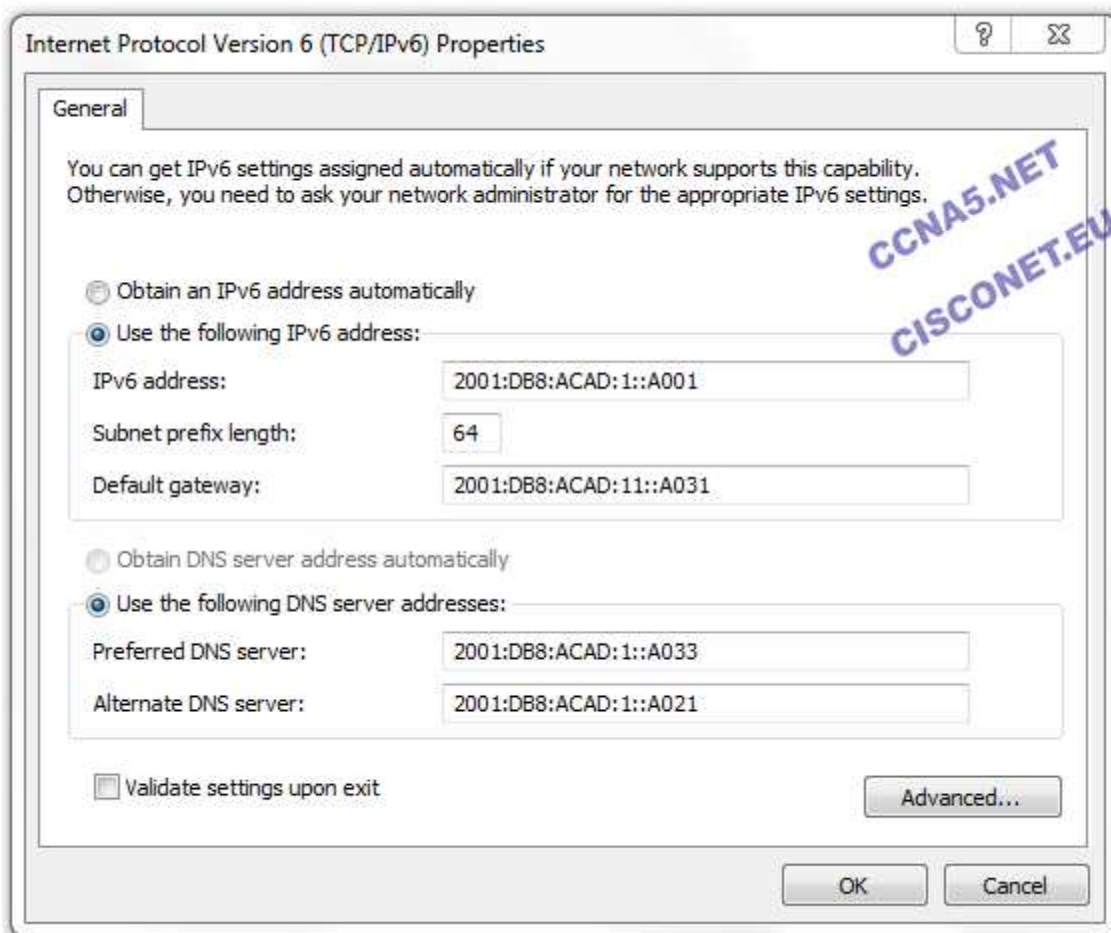 Internet Protocol Version 6 (TCP/IPv6) Properties
General
You can get IPv6 settings assigned automatically if your network supports this capability.
Otherwise, you need to ask your network administrator for the appropriate IPv6 settings.
CCNA5.NET
CISCONET.EU
Obtain an IPv6 address automatically
Use the following IPv6 address:
IPv6 address: 2001:DB8:ACAD:1::A001
Subnet prefix length: 64
Default gateway: 2001:DB8:ACAD:11::A031
Obtain DNS server address automatically
Use the following DNS server addresses:
Preferred DNS server: 2001:DB8:ACAD:1::A033
Alternate DNS server: 2001:DB8:ACAD:1::A021
Validate settings upon exit
Advanced...
OK Cancel